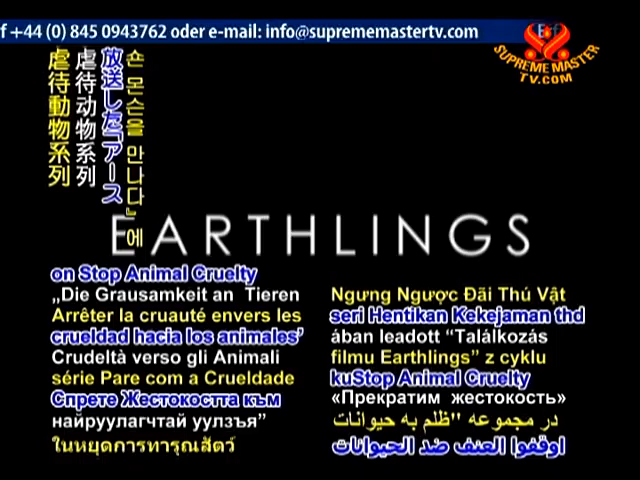 f +44 (0) 845 0943762 oder e-mail: info@suprememastertv.com
SUPREME MASTER
TV.COM
虐待動物系列
虐待动物系列
放送した「アース
숀 몬슨을 만나다』에
EARTHLINGS
on Stop Animal Cruelty
„Die Grausamkeit an Tieren
Arrêter la cruauté envers les
crueldad hacia los animales’
Crudeltà verso gli Animali
série Pare com a Crueldade
Спрете Жестокостта към
найруулагчтай уулзъя”
ในหยุดการทารุณสัตว์
Ngưng Ngược Đãi Thú Vật
seri Hentikan Kekejaman thd
ában leadott “Találkozás
filmu Earthlings” z cyklu
kuStop Animal Cruelty
«Прекратим жестокость»
در مجموعه "ظلم به حیوانات
اوقفوا العنف ضد الحيوانات